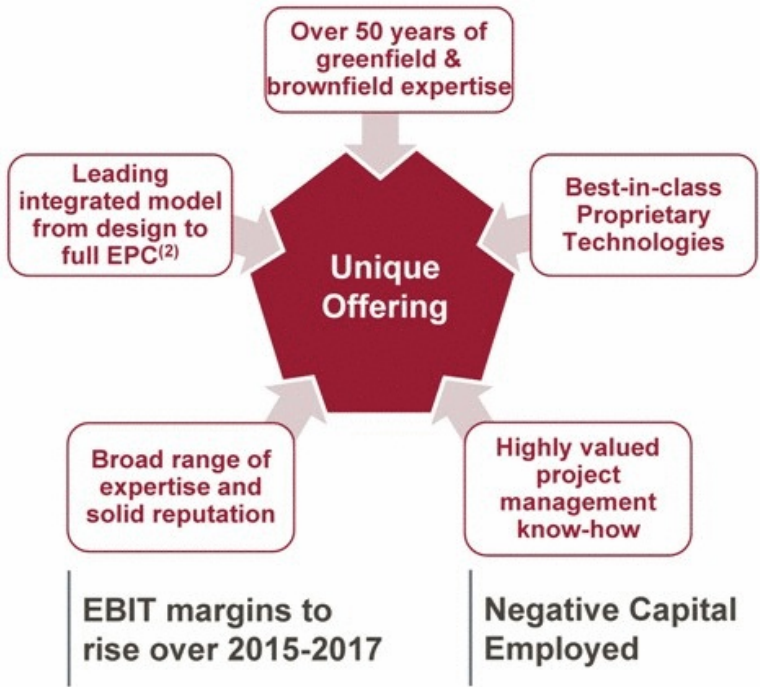 Over 50 years of
greenfield &
brownfield expertise
Leading
integrated model
from design to
full EPC(2)
Best-in-class
Proprietary
Technologies
Unique
Offering
Broad range of
expertise and
solid reputation
Highly valued
project
management
know-how
EBIT margins to
rise over 2015-2017
Negative Capital
Employed